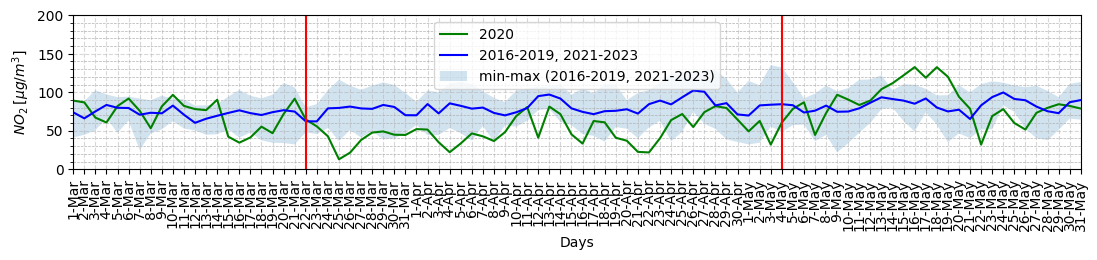 200
150
100
50
0
NO₂ [μg/m³]
2020
2016-2019, 2021-2023
min-max (2016-2019, 2021-2023)
1-Mar
2-Mar
3-Mar
4-Mar
5-Mar
6-Mar
7-Mar
8-Mar
9-Mar
10-Mar
11-Mar
12-Mar
13-Mar
14-Mar
15-Mar
16-Mar
17-Mar
18-Mar
19-Mar
20-Mar
21-Mar
22-Mar
23-Mar
24-Mar
25-Mar
26-Mar
27-Mar
28-Mar
29-Mar
30-Mar
31-Mar
1-Apr
2-Apr
3-Apr
4-Apr
5-Apr
6-Apr
7-Apr
8-Apr
9-Apr
10-Apr
11-Apr
12-Apr
13-Apr
14-Apr
15-Apr
16-Apr
17-Apr
18-Apr
19-Apr
20-Apr
21-Apr
22-Apr
23-Apr
24-Apr
25-Apr
26-Apr
27-Apr
28-Apr
29-Apr
30-Apr
1-May
2-May
3-May
4-May
5-May
6-May
7-May
8-May
9-May
10-May
11-May
12-May
13-May
14-May
15-May
16-May
17-May
18-May
19-May
20-May
21-May
22-May
23-May
24-May
25-May
26-May
27-May
28-May
29-May
30-May
31-May
Days